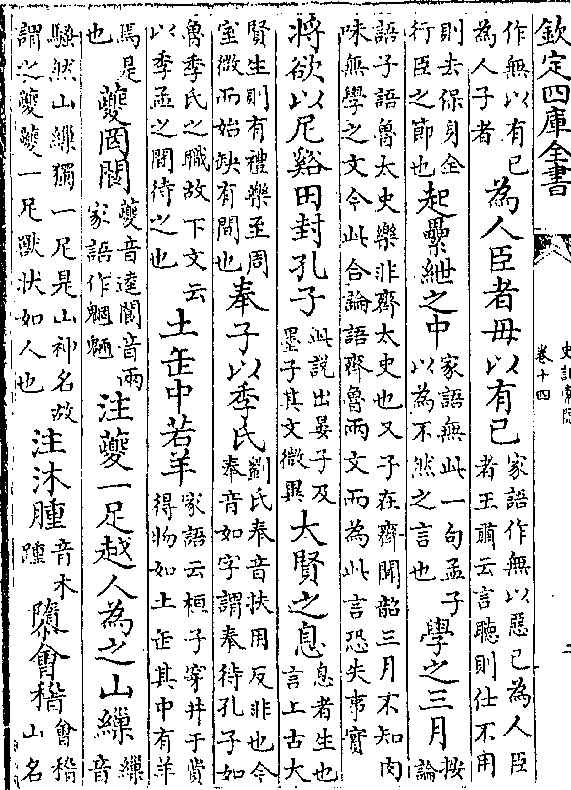 欽定四庫全書
史記索隱
卷十四
二
作無以有己為人子者為人臣者毋以有己家語作無以惡己為人臣者王肅云言聽則仕不用
則去保身全行臣之節也起纍紲之中家語無此一句孟子以為不然之言也學之三月按論
語子語魯太史樂非齊太史也又子在齊聞韶三月不知肉味無學之文今此合論語齊魯兩文而為此言恐失事實
將欲以尼谿田封孔子此說出晏子及墨子其文微異大賢之息息者生也言上古大
賢生則有禮樂至周室微而始缺有間也奉子以季氏劉氏奉音扶用反非也今奉音如字謂奉待孔子如
魯季氏之職故下文云以季孟之間待之也土缶中若羊家語云桓子穿井于費得物如土缶其中有羊
焉是也夔罔閬夔音逵閬音兩家語作魍魎注夔一足越人為之山繅繅音
騷然山繅獨一足是山神名故謂之夔夔一足獸狀如人也注沐腫音木踵隳會稽會稽山名